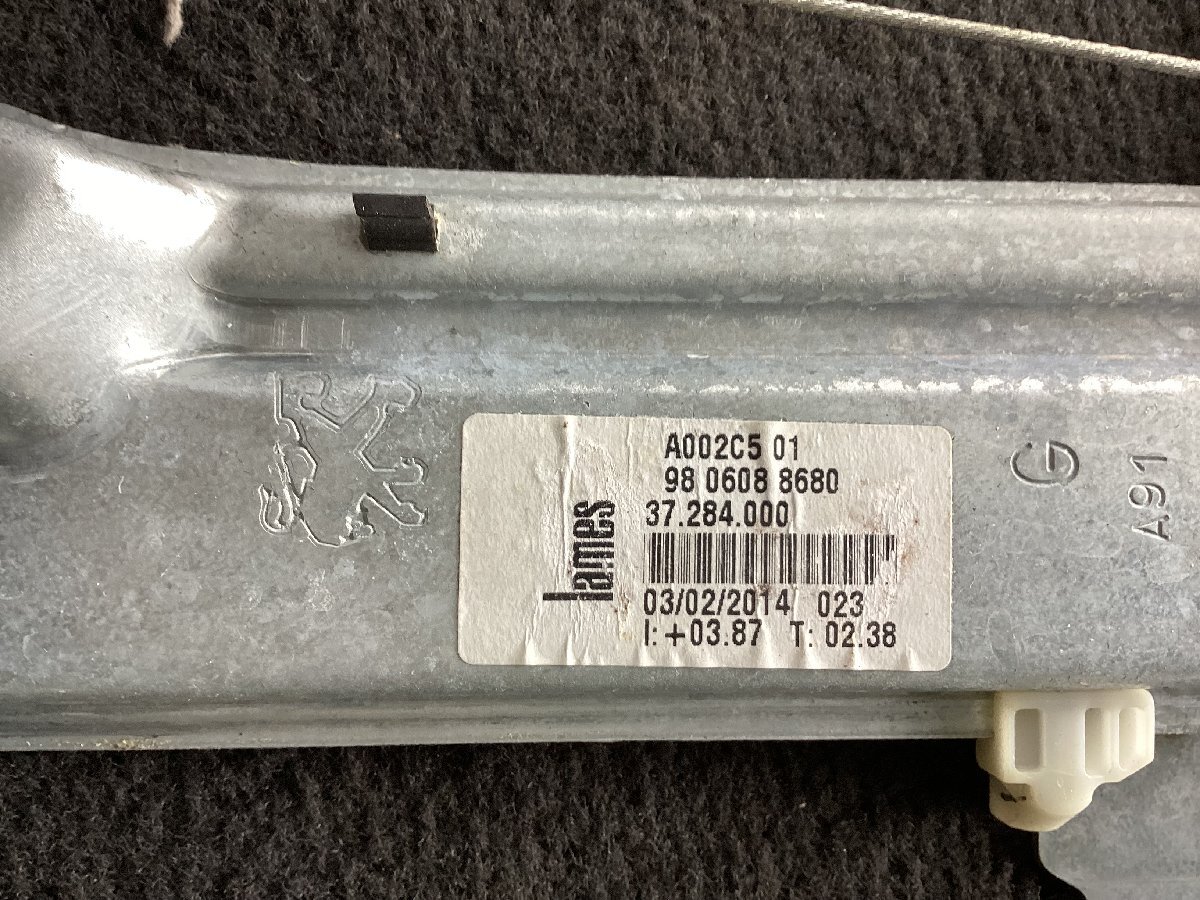 A002C5 01
98 0608 8680
37.284.000
lames
03/02/2014 023
I: +03.87 T: 02.38
G
A91